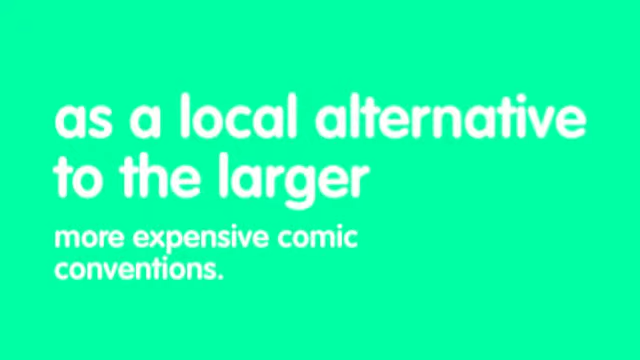 as a local alternative
to the larger
more expensive comic
conventions.